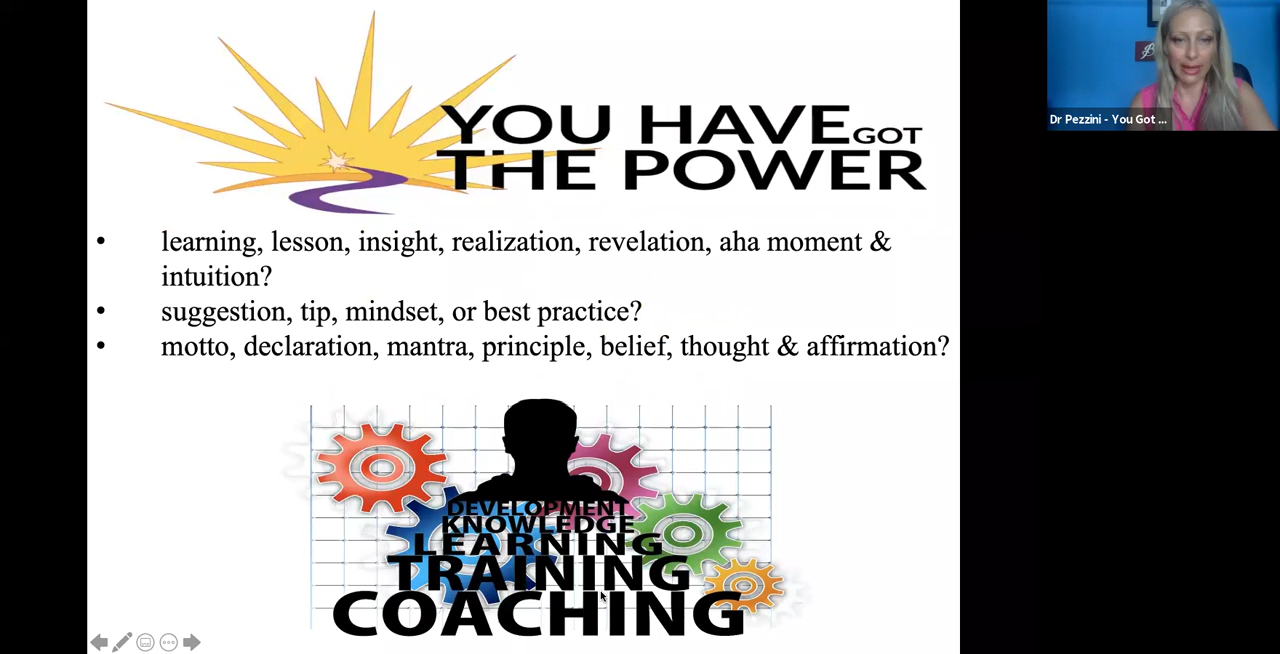 YOU HAVE GOT
THE POWER
• learning, lesson, insight, realization, revelation, aha moment &
intuition?
• suggestion, tip, mindset, or best practice?
• motto, declaration, mantra, principle, belief, thought & affirmation?
DEVELOPMENT
KNOWLEDGE
LEARNING
TRAINING
COACHING
Dr Pezzini - You Got ...